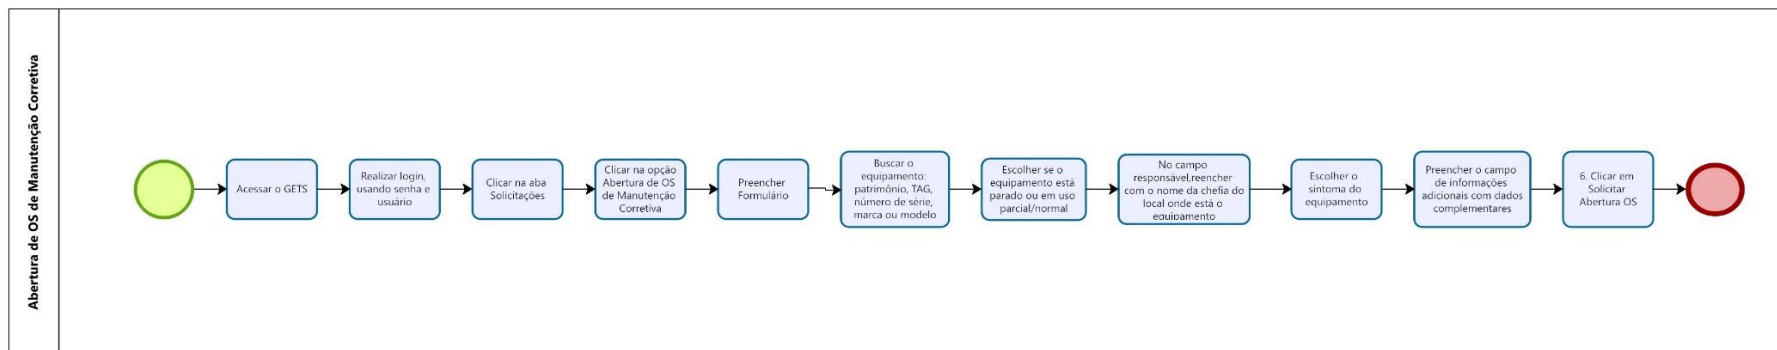 Abertura de OS de Manutenção Corretiva
Acessar o GETS
Realizar login,
usando senha e
usuário
Clicar na aba
Solicitações
Clicar na opção
Abertura de OS
de Manutenção
Corretiva
Preencher
Formulário
Buscar o
equipamento:
patrimônio, TAG,
número de série,
marca ou modelo
Escolher se o
equipamento está
parado ou em uso
parcial/normal
No campo
responsável,reencher
com o nome da chefia do
local onde está o
equipamento
Escolher o
sintoma do
equipamento
Preencher o campo
de informações
adicionais com dados
complementares
6. Clicar em
Solicitar
Abertura OS